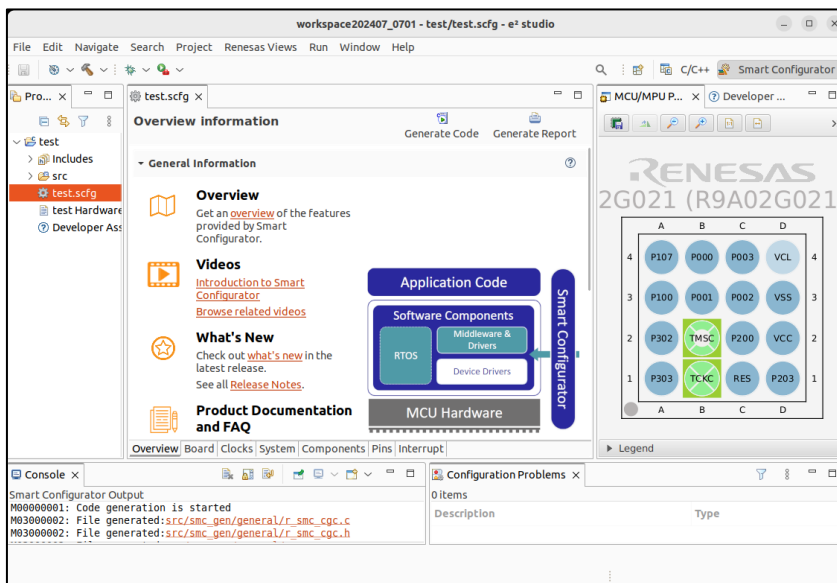 workspace202407_0701 - test/test.scfg - e² studio
File Edit Navigate Search Project Renesas Views Run Window Help
C/C++ Smart Configurator
Pro...
test
Includes
src
test.scfg
test Hardware
Developer Ass
test.scfg
Overview information
Generate Code Generate Report
General Information
Overview
Get an overview of the features
provided by Smart
Configurator.
Videos
Introduction to Smart
Configurator
Browse related videos
What's New
Check out what's new in the
latest release.
See all Release Notes.
Product Documentation
and FAQ
Application Code
Software Components
RTOS
Middleware &
Drivers
Device Drivers
MCU Hardware
Smart Configurator
Overview Board Clocks System Components Pins Interrupt
MCU/MPU P... Developer ...
RENESAS
2G021 (R9A02G021
A B C D
4 P107 P000 P003 VCL 4
3 P100 P001 P002 VSS 3
2 P302 TMSC P200 VCC 2
1 P303 TCKC RES P203 1
A B C D
Legend
Console
Smart Configurator Output
M00000001: Code generation is started
M03000002: File generated:src/smc_gen/general/r_smc_cgc.c
M03000002: File generated:src/smc_gen/general/r_smc_cgc.h
Configuration Problems
0 items
Description Type